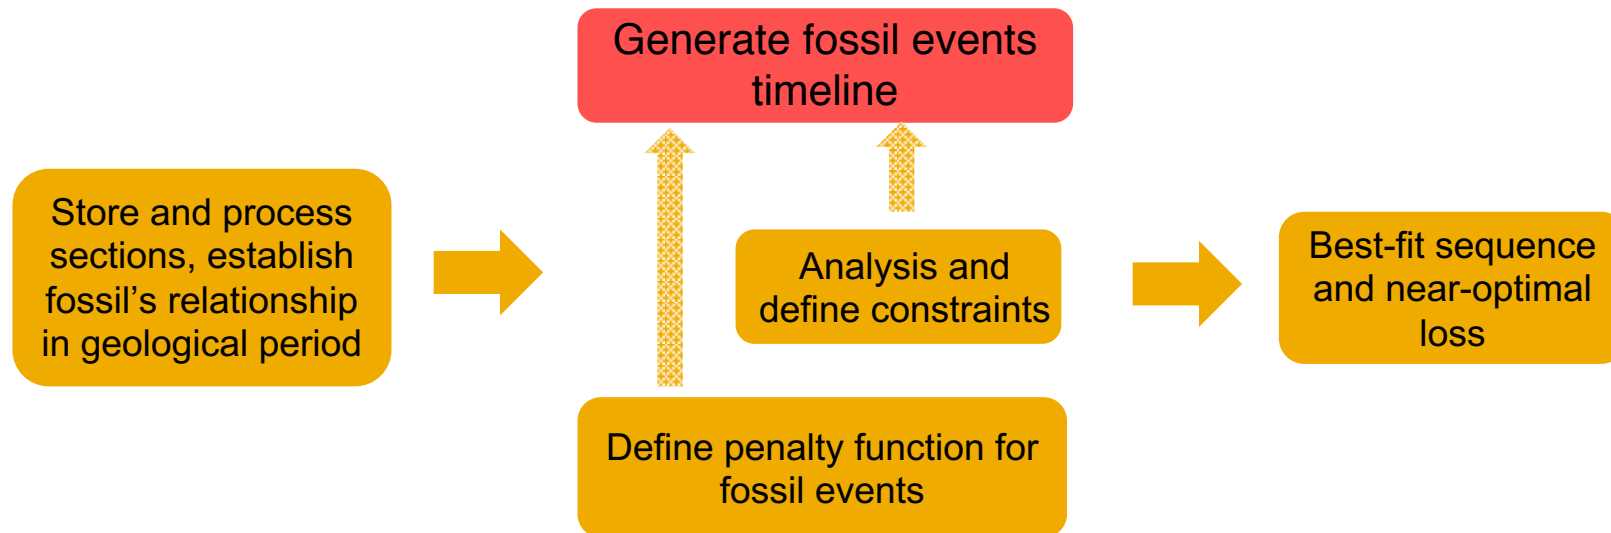 Generate fossil events
timeline
Store and process
sections, establish
fossil’s relationship
in geological period
Analysis and
define constraints
Best-fit sequence
and near-optimal
loss
Define penalty function for
fossil events